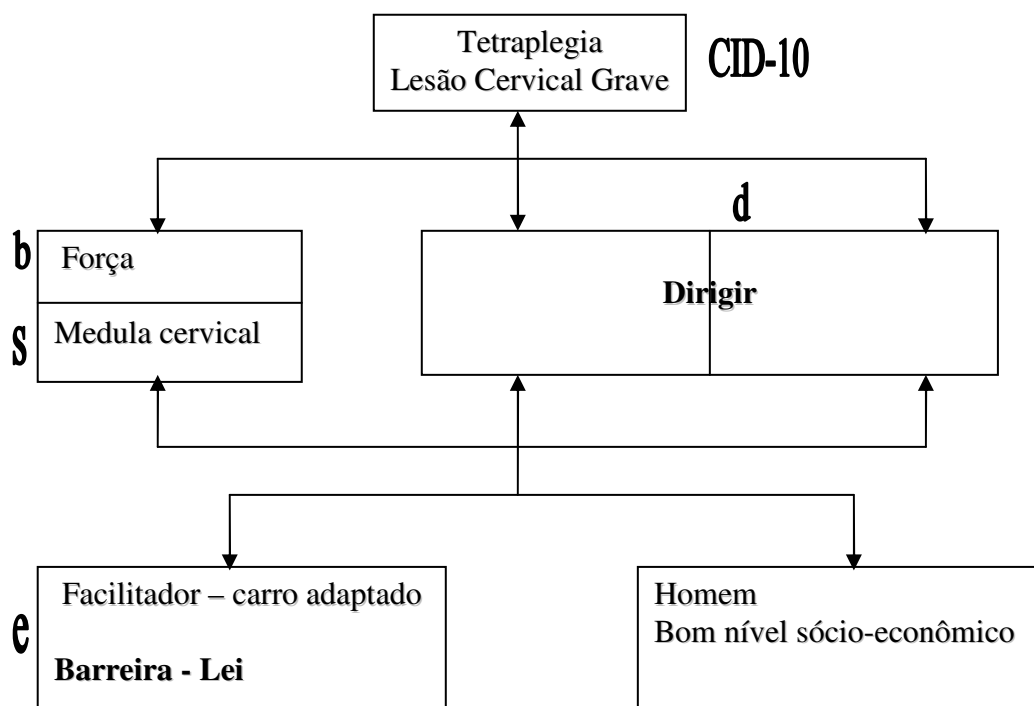 Tetraplegia
Lesão Cervical Grave
CID-10
d
b
Força
Dirigir
s
Medula cervical
e
Facilitador – carro adaptado
Barreira - Lei
Homem
Bom nível sócio-econômico